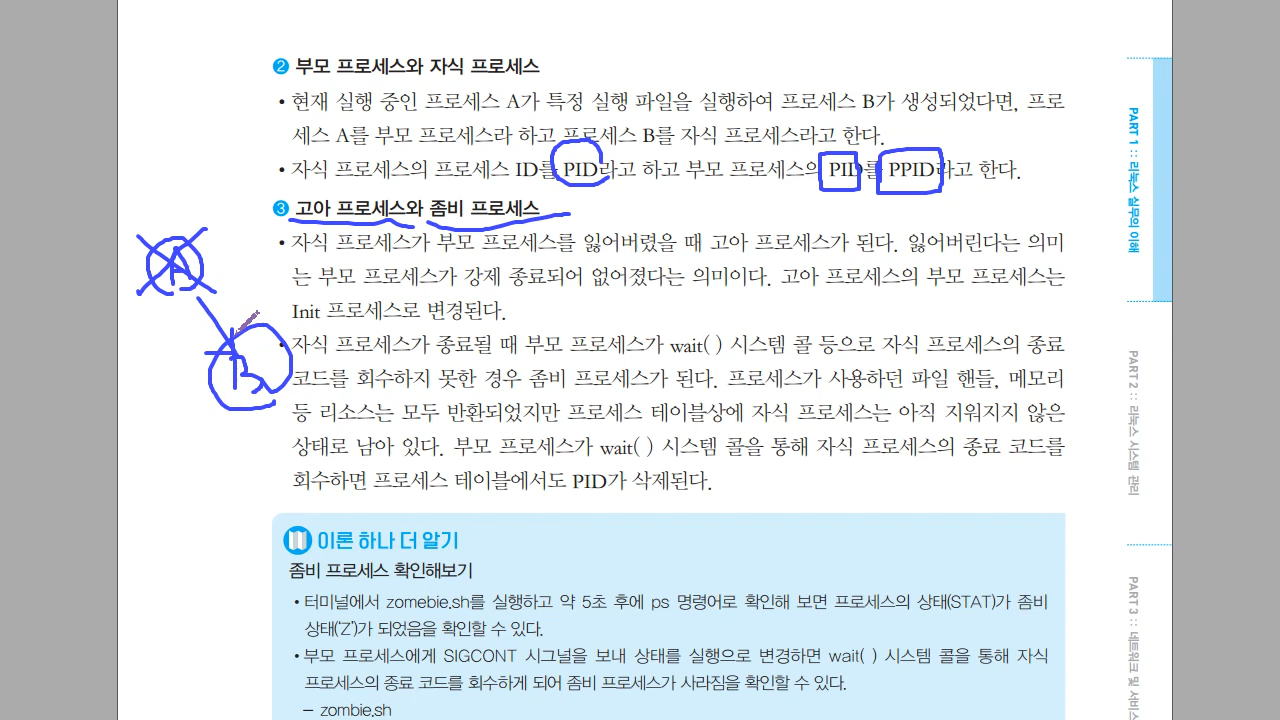 ❷ 부모 프로세스와 자식 프로세스
• 현재 실행 중인 프로세스 A가 특정 실행 파일을 실행하여 프로세스 B가 생성되었다면, 프로
세스 A를 부모 프로세스라 하고 프로세스 B를 자식 프로세스라고 한다.
• 자식 프로세스의 프로세스 ID를 PID라고 하고 부모 프로세스의 PID를 PPID라고 한다.
❸ 고아 프로세스와 좀비 프로세스
• 자식 프로세스가 부모 프로세스를 잃어버렸을 때 고아 프로세스가 된다. 잃어버린다는 의미
는 부모 프로세스가 강제 종료되어 없어졌다는 의미이다. 고아 프로세스의 부모 프로세스는
Init 프로세스로 변경된다.
• 자식 프로세스가 종료될 때 부모 프로세스가 wait( ) 시스템 콜 등으로 자식 프로세스의 종료
코드를 회수하지 못한 경우 좀비 프로세스가 된다. 프로세스가 사용하던 파일 핸들, 메모리
등 리소스는 모두 반환되었지만 프로세스 테이블상에 자식 프로세스는 아직 지워지지 않은
상태로 남아 있다. 부모 프로세스가 wait( ) 시스템 콜을 통해 자식 프로세스의 종료 코드를
회수하면 프로세스 테이블에서도 PID가 삭제된다.
이론 하나 더 알기
좀비 프로세스 확인해보기
• 터미널에서 zomebie.sh를 실행하고 약 5초 후에 ps 명령어로 확인해 보면 프로세스의 상태(STAT)가 좀비
상태('Z')가 되었음을 확인할 수 있다.
• 부모 프로세스에게 SIGCONT 시그널을 보내 상태를 실행으로 변경하면 wait( ) 시스템 콜을 통해 자식
프로세스의 종료 코드를 회수하게 되어 좀비 프로세스가 사라짐을 확인할 수 있다.
– zombie.sh
A
PART 1 :: 리눅스 실무의 이해
PART 2 :: 리눅스 시스템 관리
PART 3 :: 네트워크 및 서비스